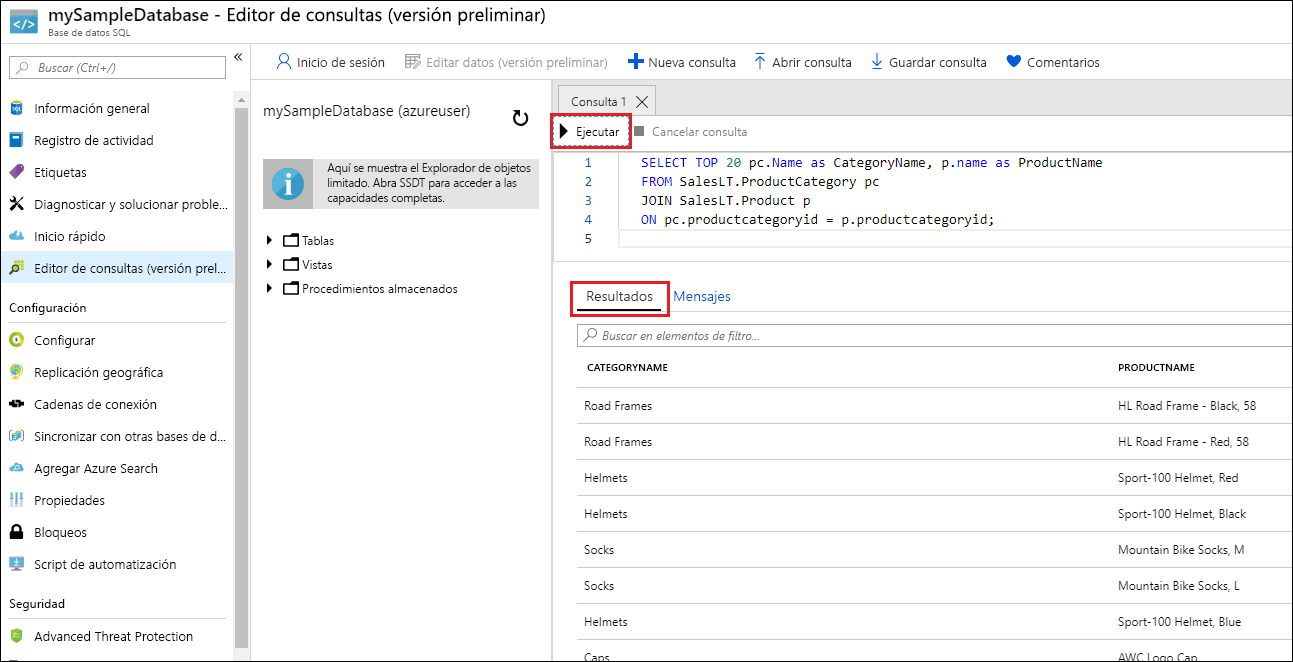 mySampleDatabase - Editor de consultas (versión preliminar)
Base de datos SQL
Buscar (Ctrl+/)
«
Información general
Registro de actividad
Etiquetas
Diagnosticar y solucionar proble...
Inicio rápido
Editor de consultas (versión prel...
Configuración
Configurar
Replicación geográfica
Cadenas de conexión
Sincronizar con otras bases de d...
Agregar Azure Search
Propiedades
Bloqueos
Script de automatización
Seguridad
Advanced Threat Protection
Inicio de sesión
Editar datos (versión preliminar)
Nueva consulta
Abrir consulta
Guardar consulta
Comentarios
mySampleDatabase (azureuser)
Aquí se muestra el Explorador de objetos
limitado. Abra SSDT para acceder a las
capacidades completas.
Tablas
Vistas
Procedimientos almacenados
Consulta 1
Ejecutar
Cancelar consulta
1 SELECT TOP 20 pc.Name as CategoryName, p.name as ProductName
2 FROM SalesLT.ProductCategory pc
3 JOIN SalesLT.Product p
4 ON pc.productcategoryid = p.productcategoryid;
5
Resultados Mensajes
Buscar en elementos de filtro...
CATEGORYNAME PRODUCTNAME
Road Frames HL Road Frame - Black, 58
Road Frames HL Road Frame - Red, 58
Helmets Sport-100 Helmet, Red
Helmets Sport-100 Helmet, Black
Socks Mountain Bike Socks, M
Socks Mountain Bike Socks, L
Helmets Sport-100 Helmet, Blue
Caps AWC Logo Cap